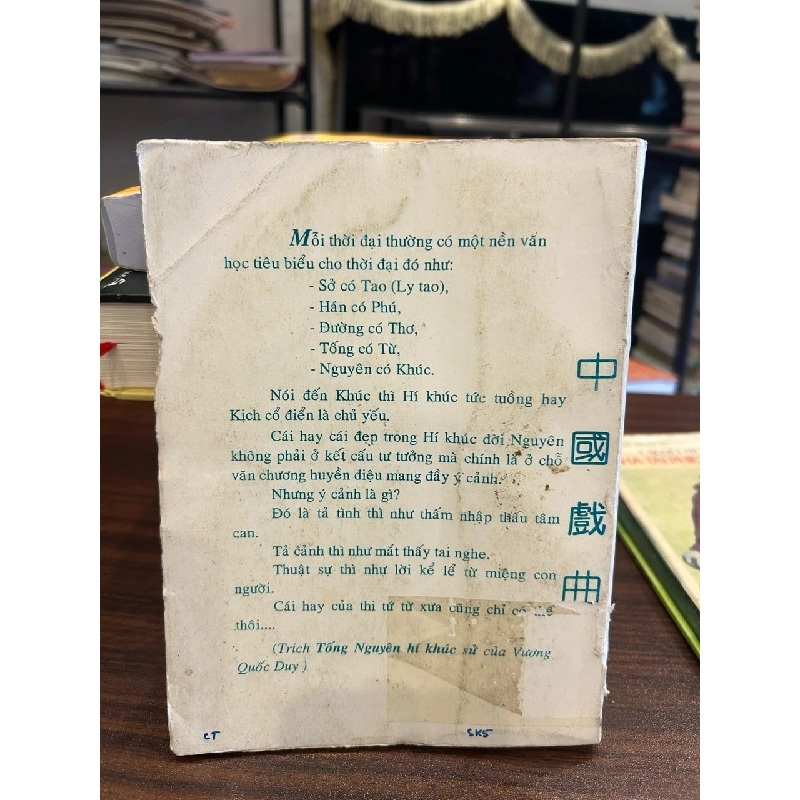 Mỗi thời đại thường có một nền văn
học tiêu biểu cho thời đại đó như:
- Sở có Tao (Ly tao),
- Hán có Phú,
- Đường có Thơ,
- Tống có Từ,
- Nguyên có Khúc.
Nói đến Khúc thì Hí khúc tức tuồng hay
Kịch cổ điển là chủ yếu.
Cái hay cái đẹp trong Hí khúc đời Nguyên
không phải ở kết cấu tư tưởng mà chính là ở chỗ
văn chương huyền diệu mang đầy ý cảnh.
Nhưng ý cảnh là gì?
Đó là tả tình thì như thấm nhập thấu tâm
can.
Tả cảnh thì như mắt thấy tai nghe.
Thuật sự thì như lời kể lể từ miệng con
người.
Cái hay của thi tứ từ xưa cũng chỉ có thế
thôi....
(Trích Tống Nguyên hí khúc sử của Vương
Quốc Duy)
中
國
戲
典
CT
SK5